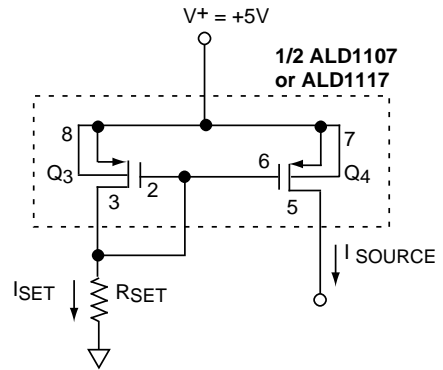 V+ = +5V
1/2 ALD1107
or ALD1117
8
7
Q3
3
2
6
5
Q4
ISET
RSET
I SOURCE